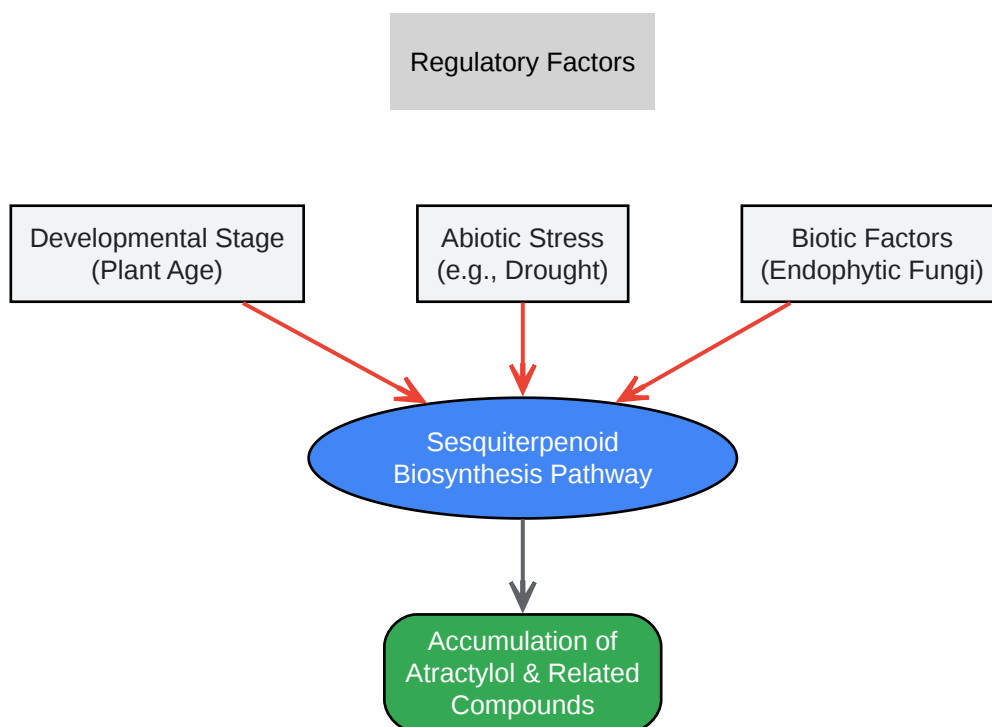 Regulatory Factors
Developmental Stage
(Plant Age)
Abiotic Stress
(e.g., Drought)
Biotic Factors
(Endophytic Fungi)
Sesquiterpenoid
Biosynthesis Pathway
Accumulation of
Atractylol & Related
Compounds